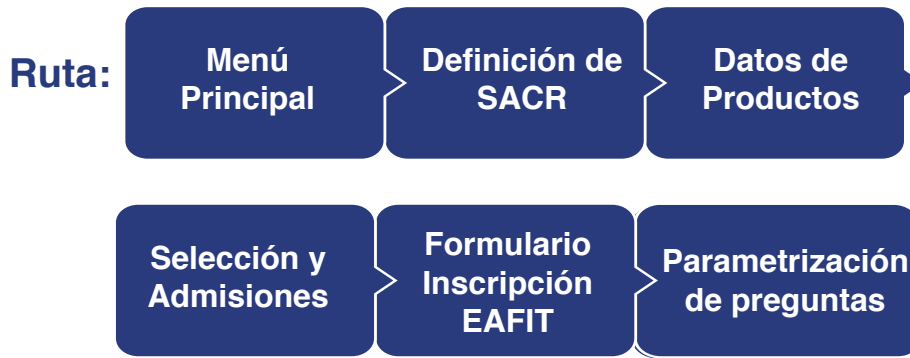 Ruta:
Menú
Principal
Definición de
SACR
Datos de
Productos
Selección y
Admisiones
Formulario
Inscripción
EAFIT
Parametrización
de preguntas